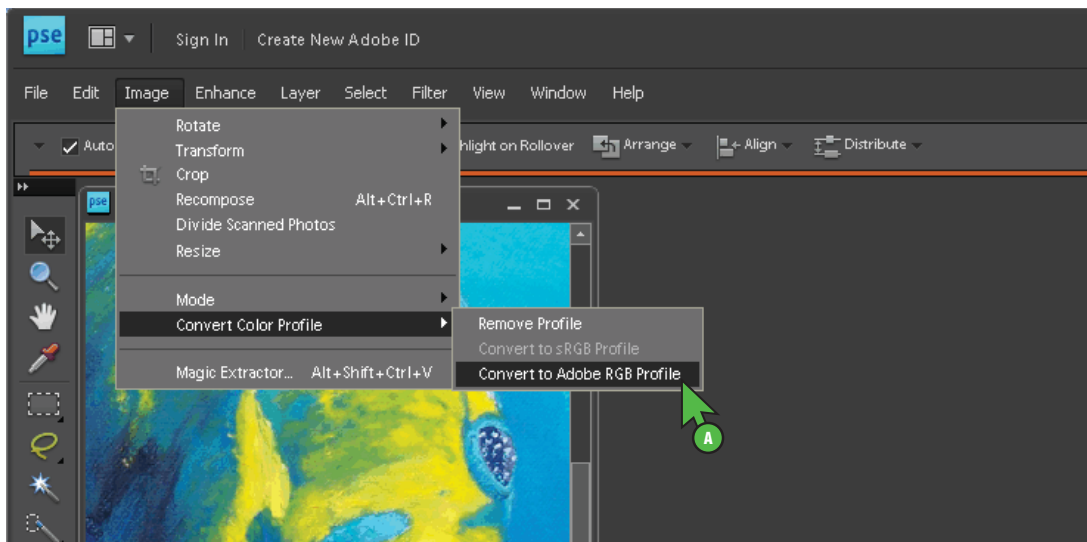 pse Sign In Create New Adobe ID
File Edit Image Enhance Layer Select Filter View Window Help
Auto hlight on Rollover Arrange Align Distribute
Rotate
Transform
Crop
pse
Recompose Alt+Ctrl+R
Divide Scanned Photos
Resize
Mode
Convert Color Profile
Remove Profile
Convert to sRGB Profile
Magic Extractor... Alt+Shift+Ctrl+V
Convert to Adobe RGB Profile
A